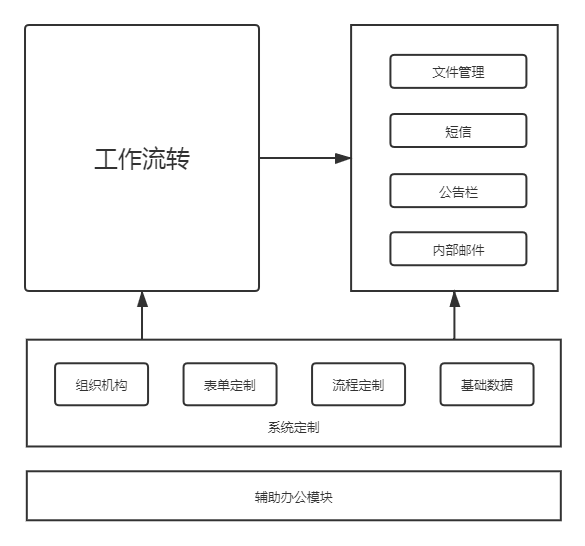 工作流转
文件管理
短信
公告栏
内部邮件
组织机构
表单定制
流程定制
基础数据
系统定制
辅助办公模块